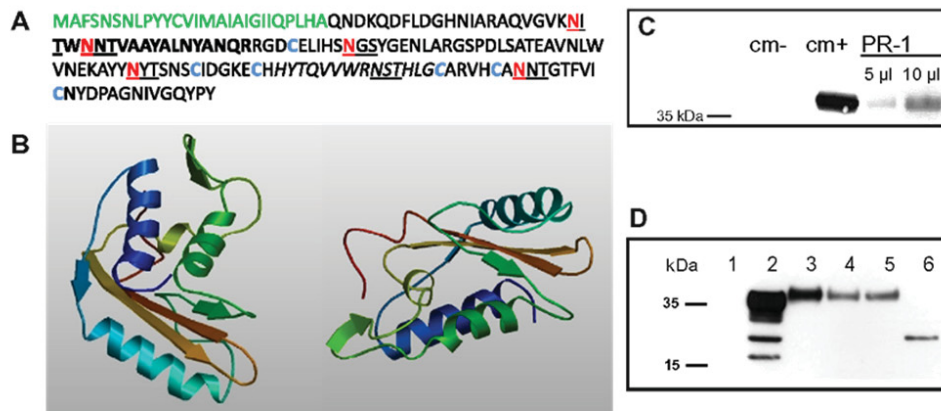 A
MAFSNSNLPYYCVIMAIAIGIIQPLHAQNDKQDFLDGHNIARAQVGVKNI
TWNNTVAAYALNYANQRRGDCELIHSNGSYGENLARGSPDLSATEAVNLW
VNEKAYYNYTSNSCIDGKECHHYTQVVWRNSTHLGCARVHCANNTGTFVI
CNYDPAGNIVGQYPY
B
C
cm- cm+ PR-1
5 µl 10 µl
35 kDa
D
kDa 1 2 3 4 5 6
35
15